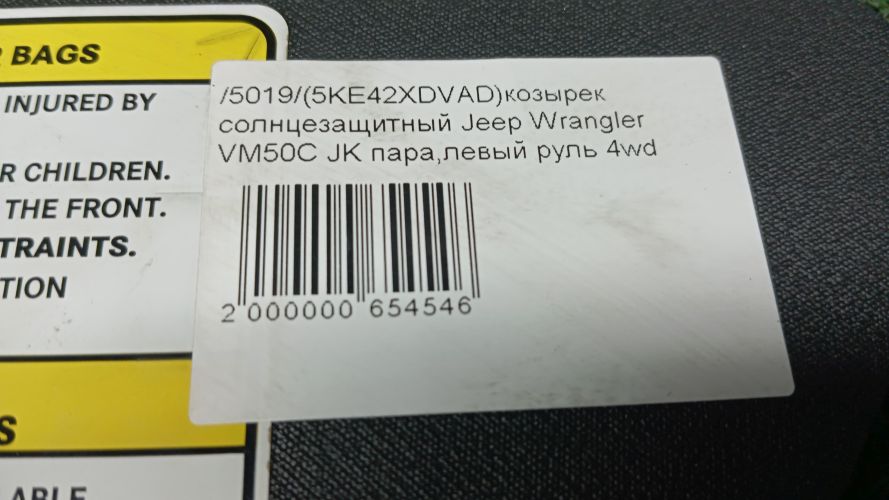 BAGS
INJURED BY
R CHILDREN.
THE FRONT.
TRAINTS.
TION
S
ABLE
/5019/(5KE42XDVAD)козырек
солнцезащитный Jeep Wrangler
VM50C JK пара,левый руль 4wd
2 000000 654546